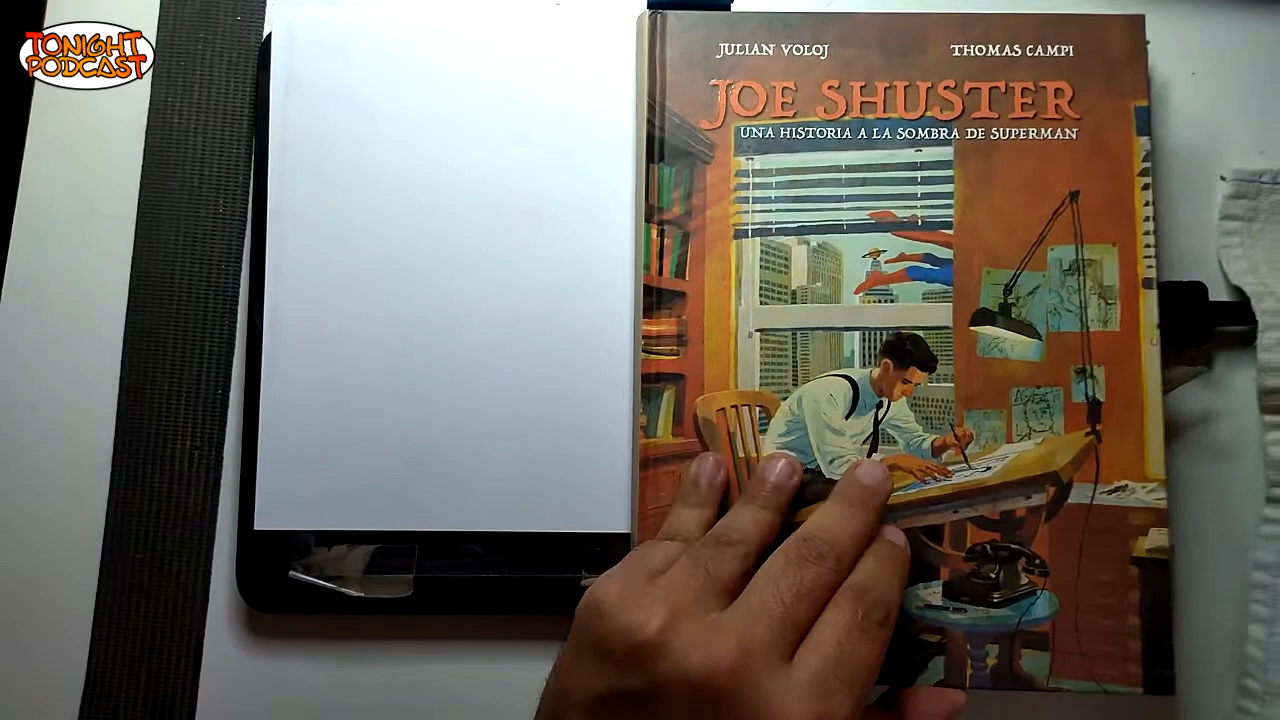 TONIGHT
PODCAST
JULIAN VOLOJ
THOMAS CAMPI
JOE SHUSTER
UNA HISTORIA A LA SOMBRA DE SUPERMAN